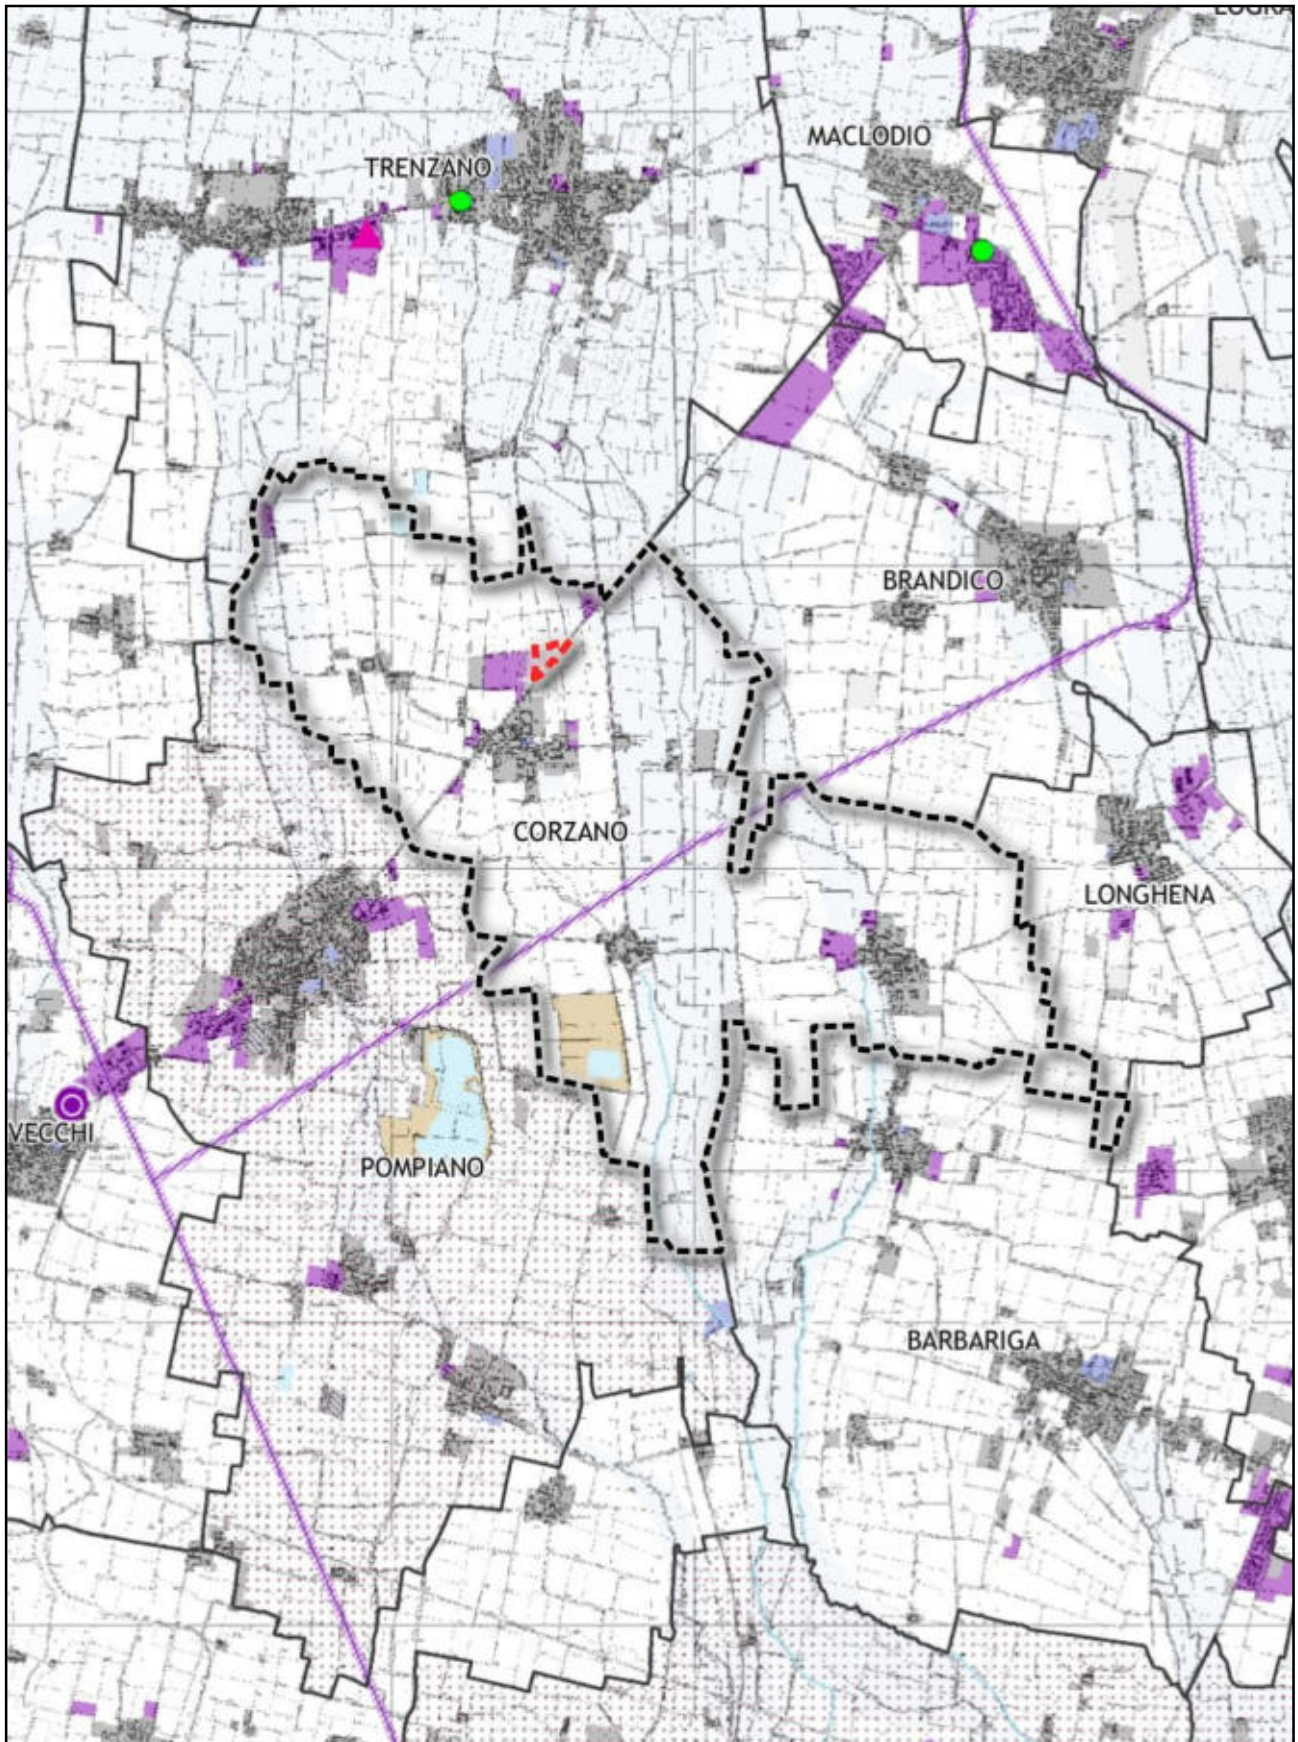 TRENZANO
MACLODIO
BRANDICO
CORZANO
LONGHENA
VECCHI
POMPIANO
BARBARIGA